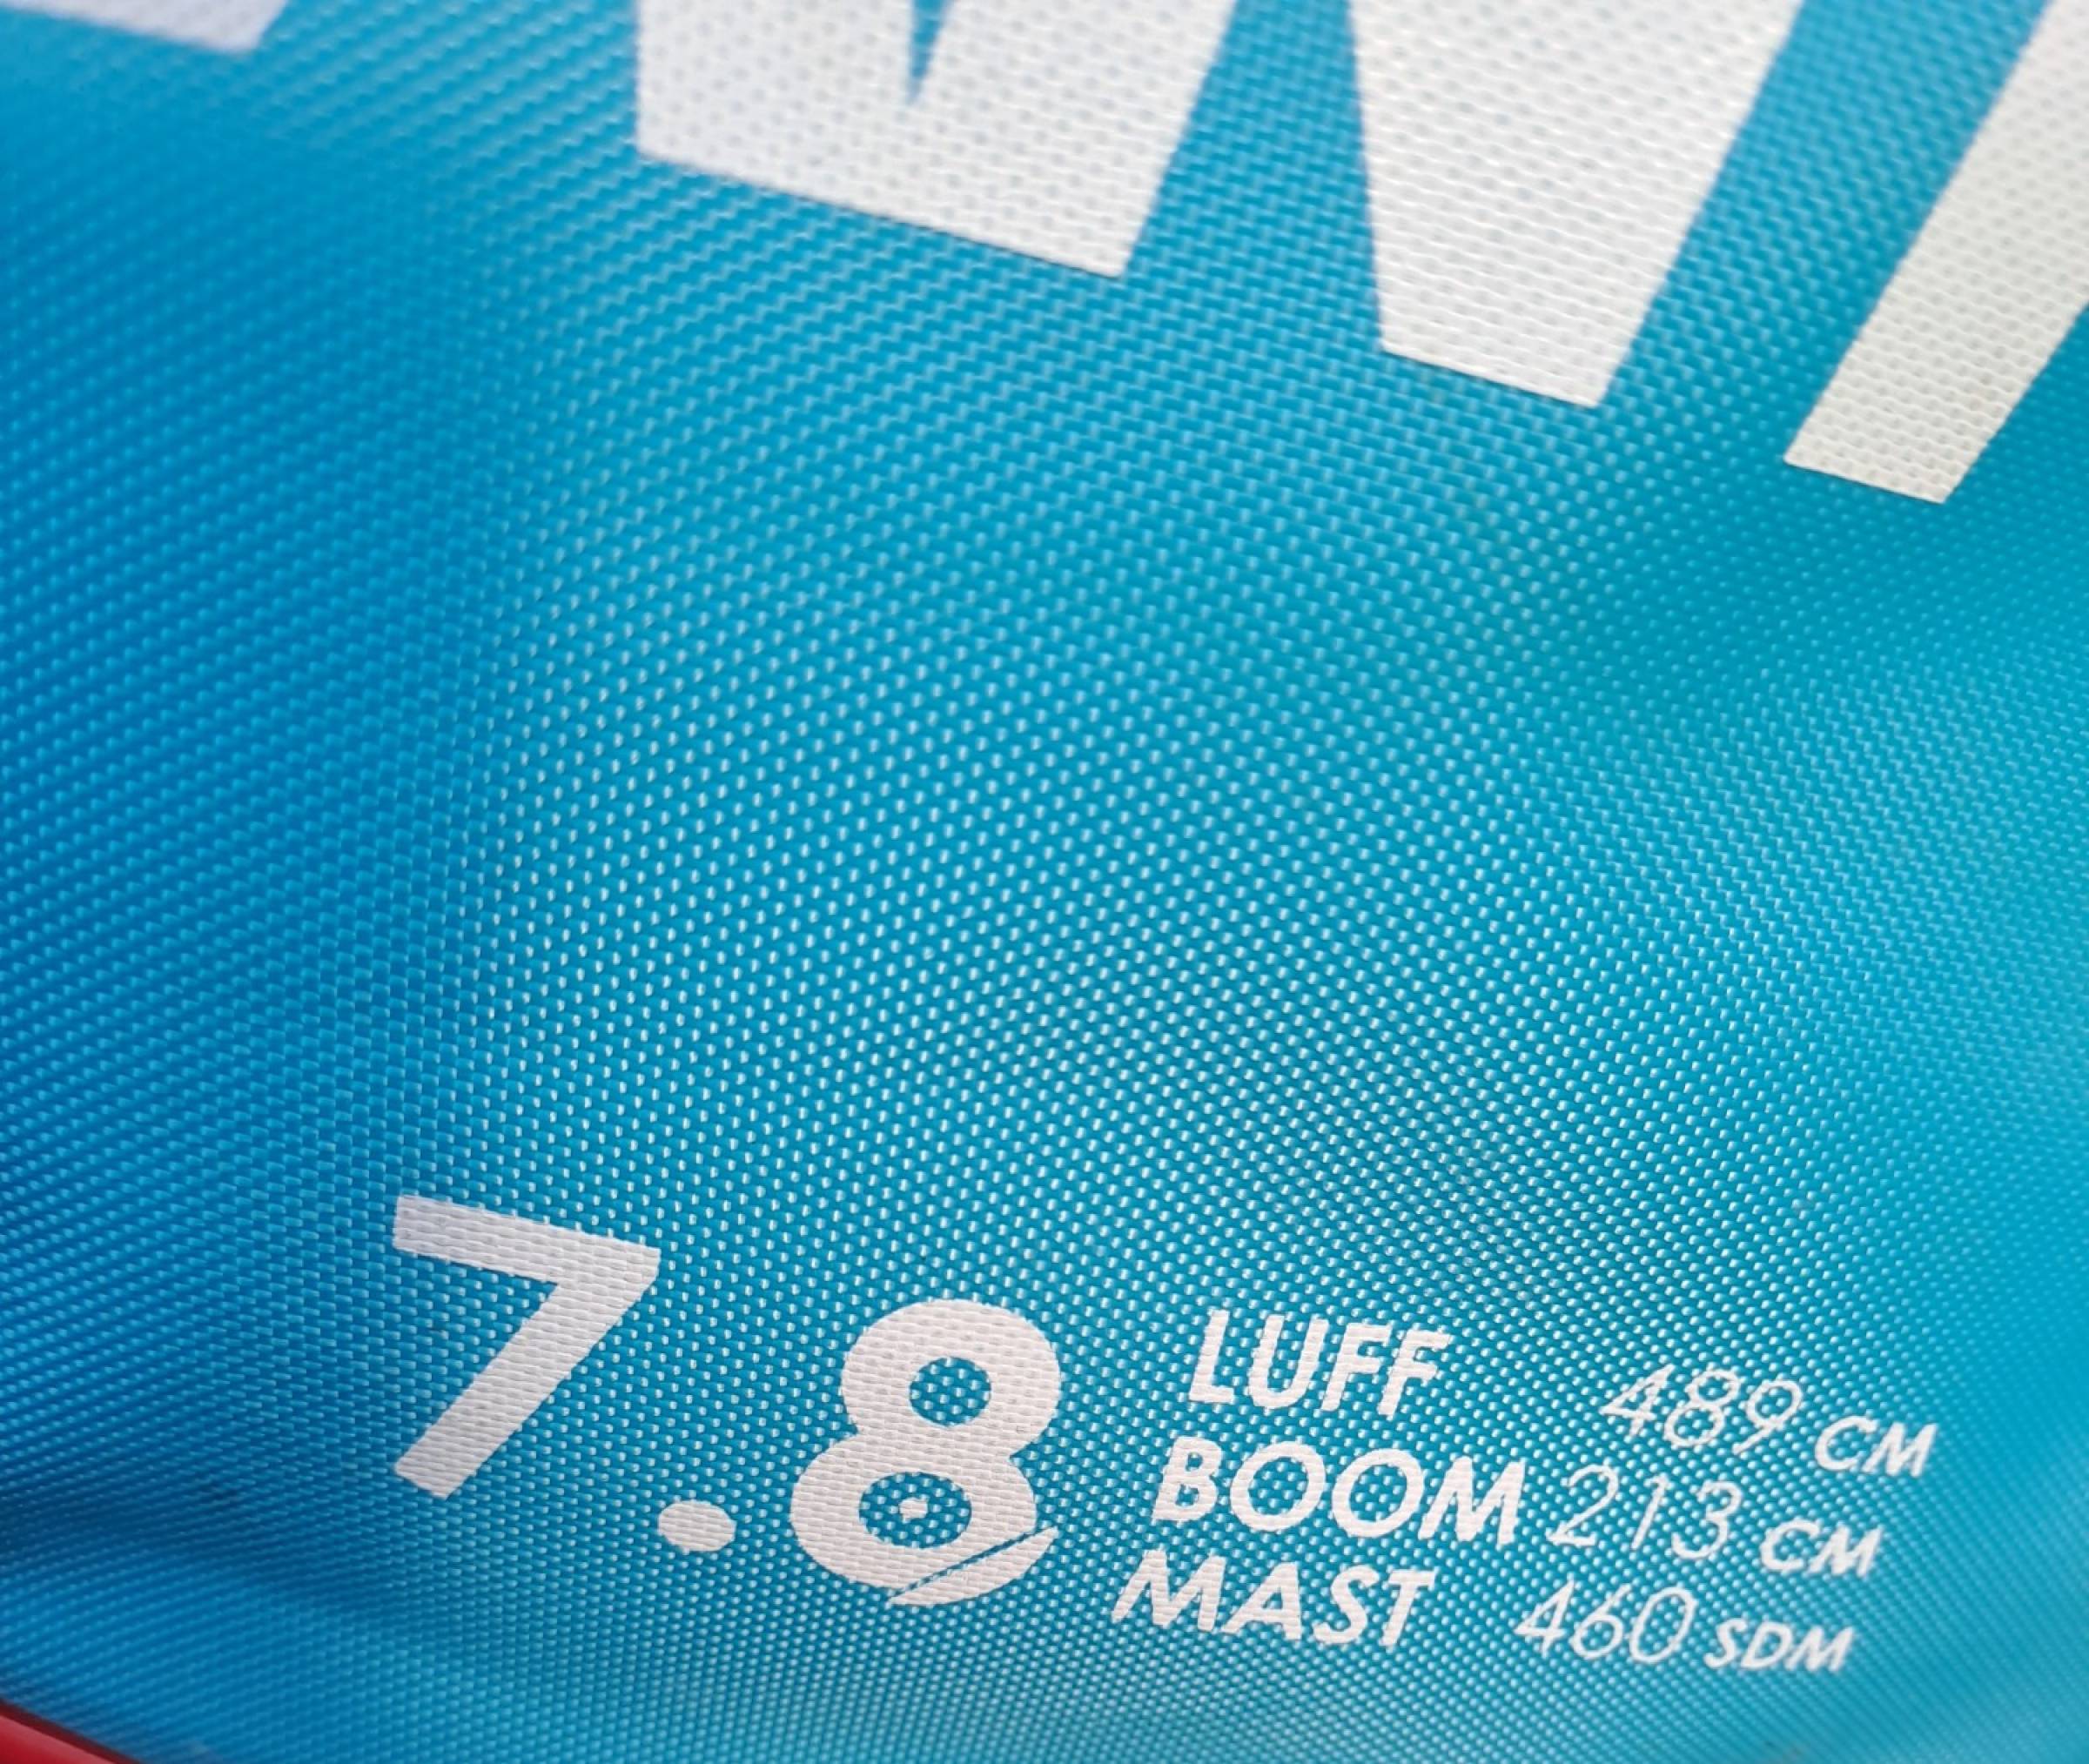 7.8
LUFF 489 CM
BOOM 213 CM
MAST 460 SDM